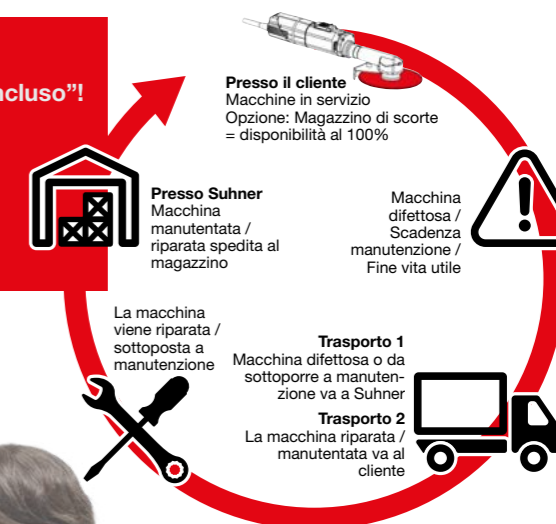 ncluso”!
Presso il cliente
Macchine in servizio
Opzione: Magazzino di scorte
= disponibilità al 100%
Macchina
difettosa /
Scadenza
manutenzione /
Fine vita utile
Trasporto 1
Macchina difettosa o da
sottoporre a manuten-
zione va a Suhner
Trasporto 2
La macchina riparata /
manutentata va al
cliente
La macchina
viene riparata /
sottoposta a
manutenzione
Presso Suhner
Macchina
manutentata /
riparata spedita al
magazzino